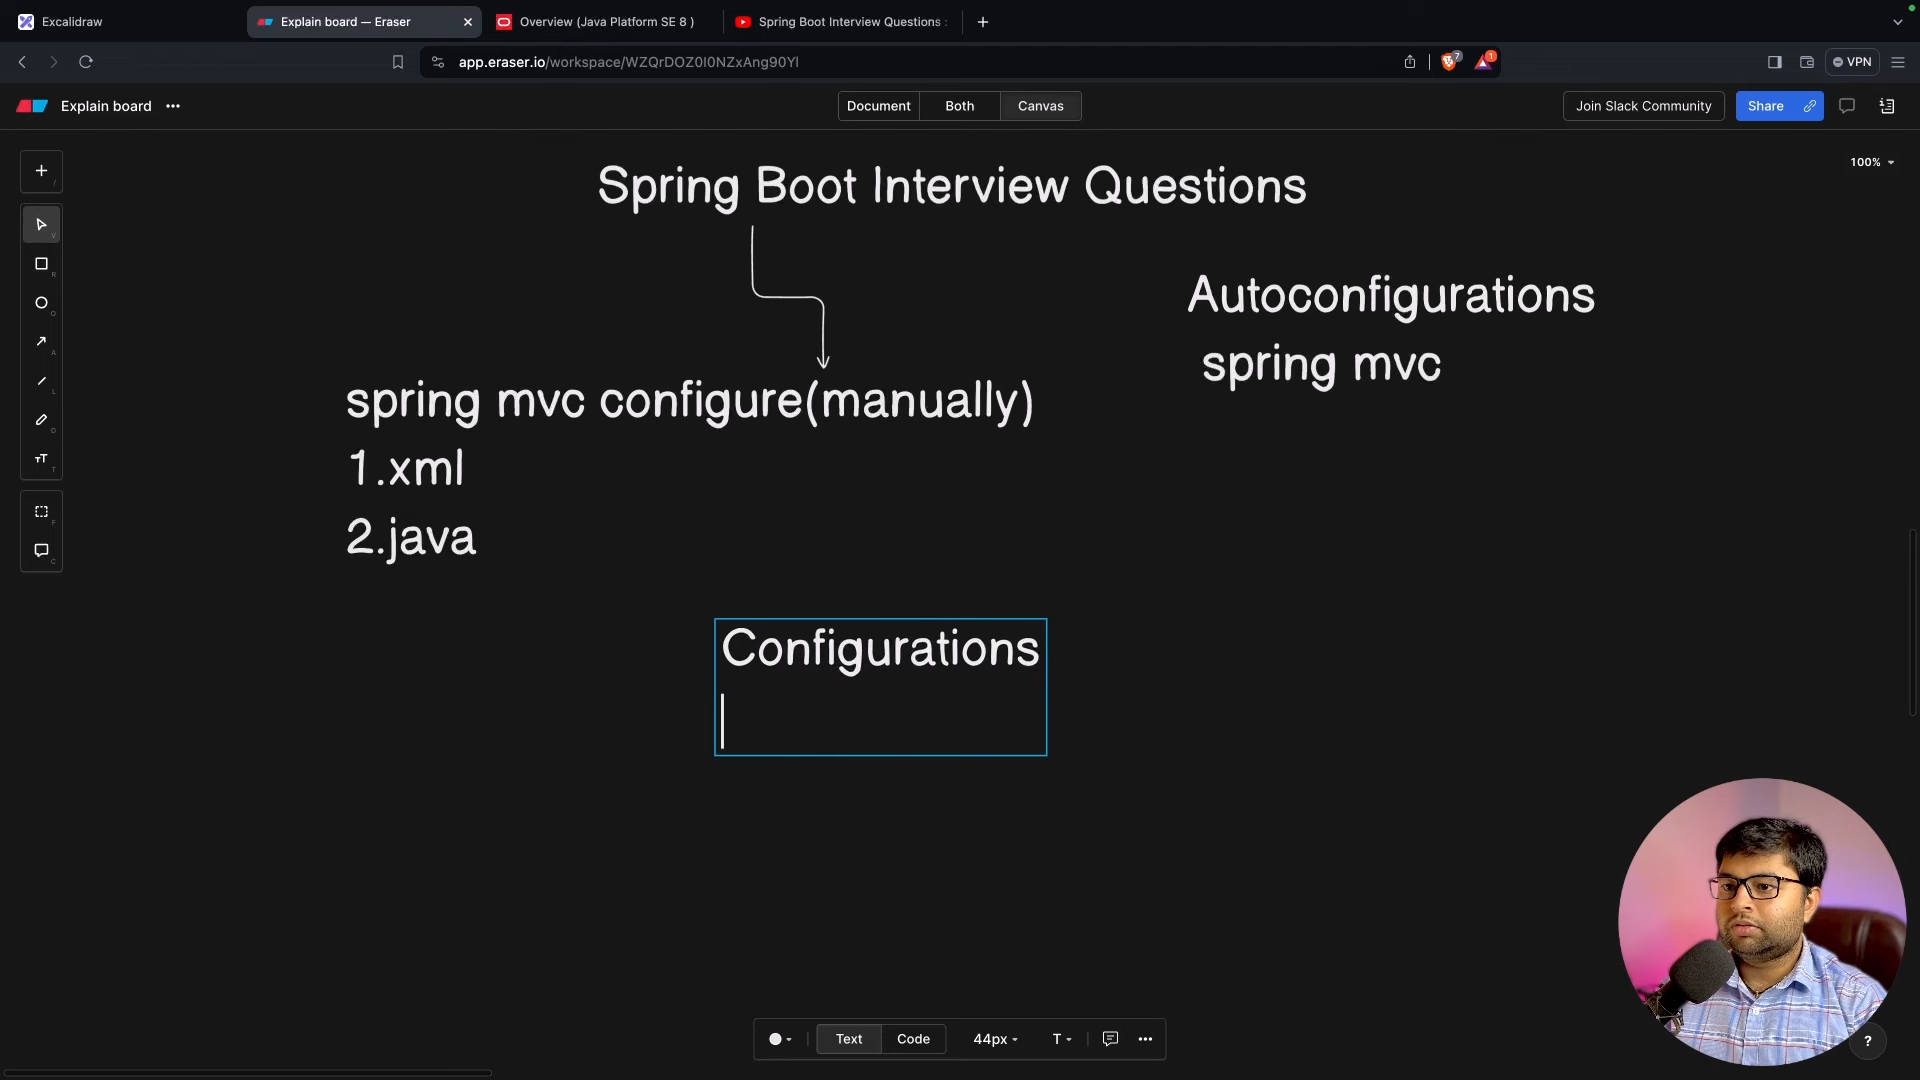 Excalidraw
Explain board — Eraser
Overview (Java Platform SE 8 )
Spring Boot Interview Questions :
app.eraser.io/workspace/WZQrDOZ0I0NZxAng90YI
7
1
VPN
Explain board
Document
Both
Canvas
Join Slack Community
Share
100%
Spring Boot Interview Questions
Autoconfigurations
spring mvc
spring mvc configure(manually)
1.xml
2.java
Configurations
Text
Code
44px
T
?